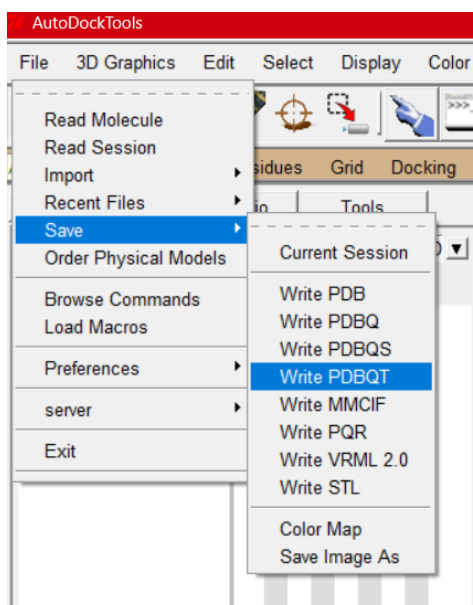 AutoDockTools
File 3D Graphics Edit Select Display Color
Read Molecule
Read Session
Import
Recent Files
Save
Order Physical Models
Browse Commands
Load Macros
Preferences
server
Exit
>>>_
sidues Grid Docking
io Tools
Current Session
Write PDB
Write PDBQ
Write PDBQS
Write PDBQT
Write MMCIF
Write PQR
Write VRML 2.0
Write STL
Color Map
Save Image As